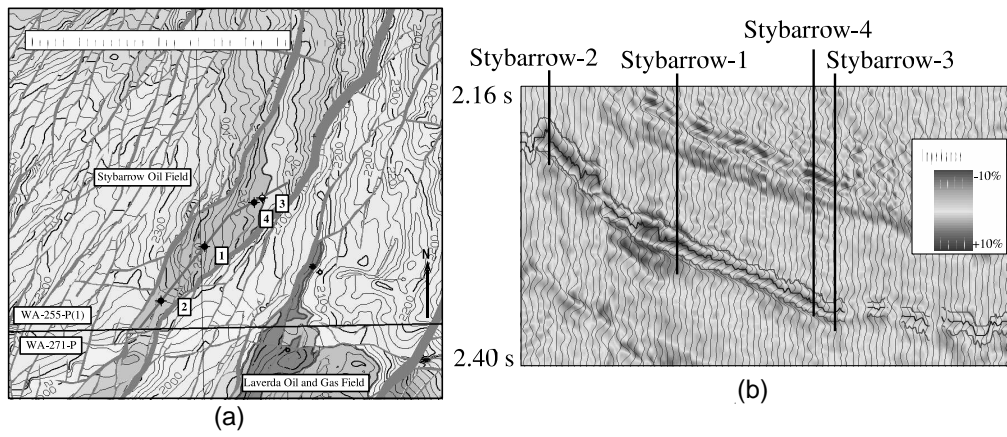 Stybarrow Oil Field
1
2
3
4
N
WA-255-P(1)
WA-271-P
Laverda Oil and Gas Field
(a)
Stybarrow-4
Stybarrow-2
Stybarrow-1
Stybarrow-3
2.16 s
-10%
+10%
2.40 s
(b)